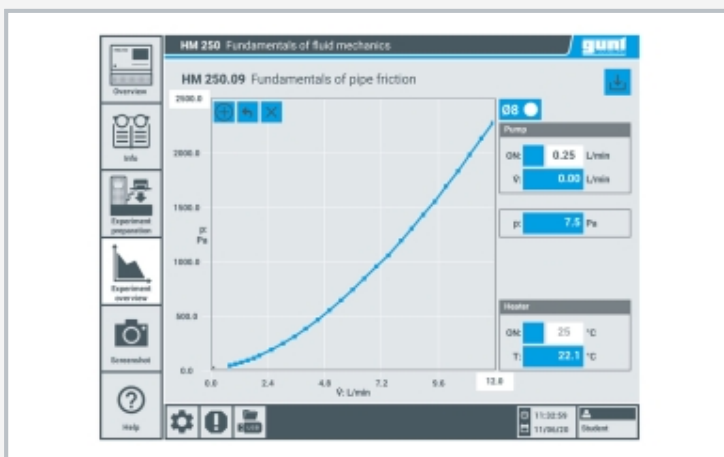 HM 250 Fundamentals of fluid mechanics
gunt
HM 250.09 Fundamentals of pipe friction
Overview
Info
Experiment
preparation
Experiment
overview
Screenshot
Help
2500.0
2000.0
1500.0
p:
Pa
1000.0
500.0
0.0
0.0 2.4 4.8 7.2 9.6 12.0
V̇: L/min
Ø8
Pump
ON: 0.25 L/min
V̇: 0.00 L/min
p: 7.5 Pa
Heater
ON: 25 °C
T: 22.1 °C
USB
11:32:59
11/06/20
Student